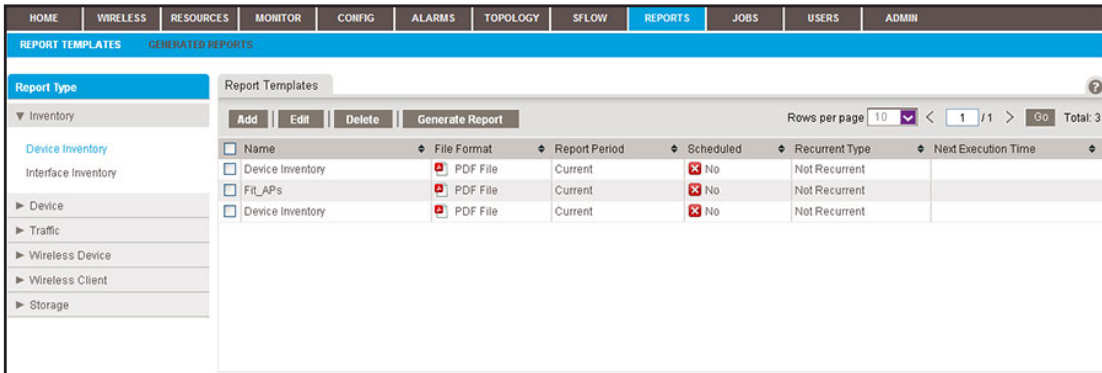 HOME WIRELESS RESOURCES MONITOR CONFIG ALARMS TOPOLOGY SFLOW REPORTS JOBS USERS ADMIN
REPORT TEMPLATES GENERATED REPORTS
Report Type
Inventory
Device Inventory
Interface Inventory
Device
Traffic
Wireless Device
Wireless Client
Storage
Report Templates
?
Add Edit Delete Generate Report Rows per page 10 < 1 /1 > Go Total: 3
Name File Format Report Period Scheduled Recurrent Type Next Execution Time
Device Inventory PDF File Current No Not Recurrent
Fit_APs PDF File Current No Not Recurrent
Device Inventory PDF File Current No Not Recurrent